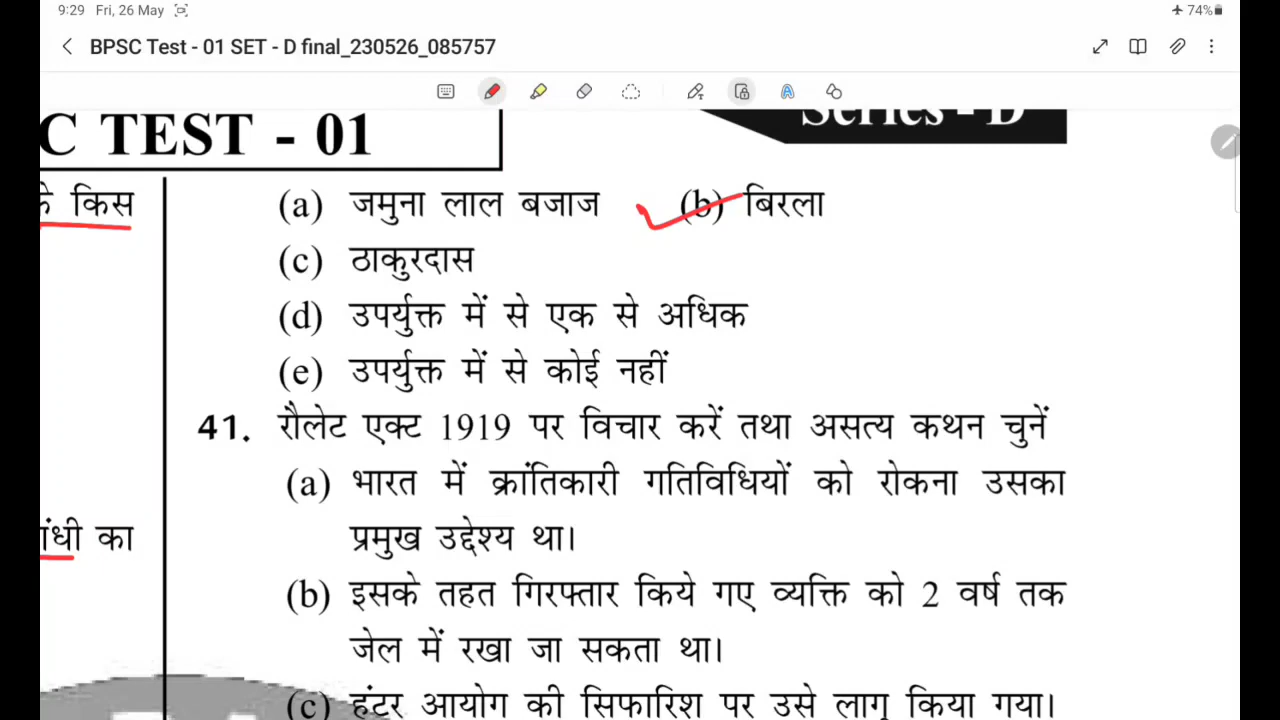 9:29 Fri, 26 May
74%
BPSC Test - 01 SET - D final_230526_085757
C TEST - 01
Series - D
के किस
(a) जमुना लाल बजाज (b) बिरला
(c) ठाकुरदास
(d) उपर्युक्त में से एक से अधिक
(e) उपर्युक्त में से कोई नहीं
41. रौलेट एक्ट 1919 पर विचार करें तथा असत्य कथन चुनें
(a) भारत में क्रांतिकारी गतिविधियों को रोकना उसका
प्रमुख उद्देश्य था।
गांधी का
(b) इसके तहत गिरफ्तार किये गए व्यक्ति को 2 वर्ष तक
जेल में रखा जा सकता था।
(c) हंटर आयोग की सिफारिश पर उसे लागू किया गया।